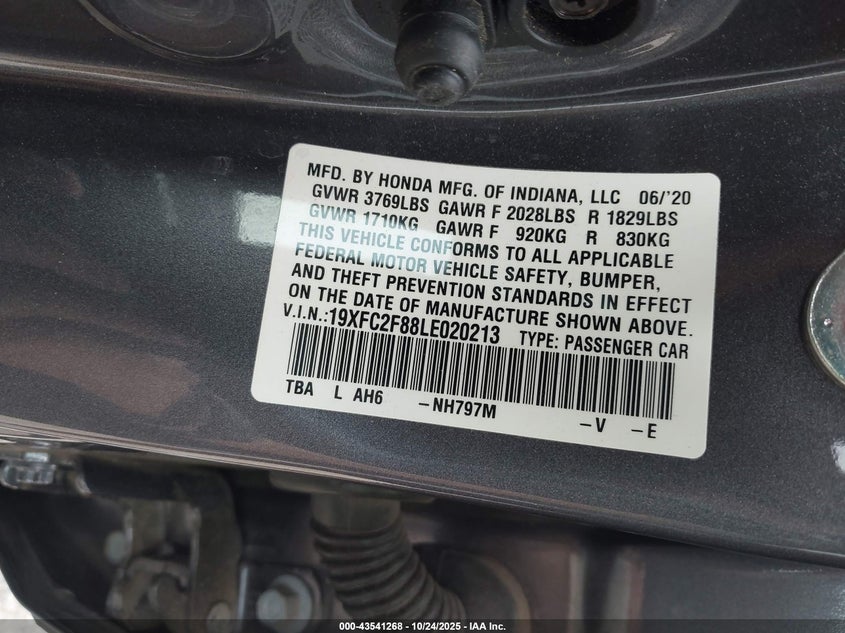 MFD. BY HONDA MFG. OF INDIANA, LLC 06/'20
GVWR 3769LBS GAWR F 2028LBS R 1829LBS
GVWR 1710KG GAWR F 920KG R 830KG
THIS VEHICLE CONFORMS TO ALL APPLICABLE
FEDERAL MOTOR VEHICLE SAFETY, BUMPER,
AND THEFT PREVENTION STANDARDS IN EFFECT
ON THE DATE OF MANUFACTURE SHOWN ABOVE.
V.I.N.:19XFC2F88LE020213 TYPE: PASSENGER CAR
TBA L AH6 –NH797M –V –E
000-43541268 - 10/24/2025 - IAA Inc.